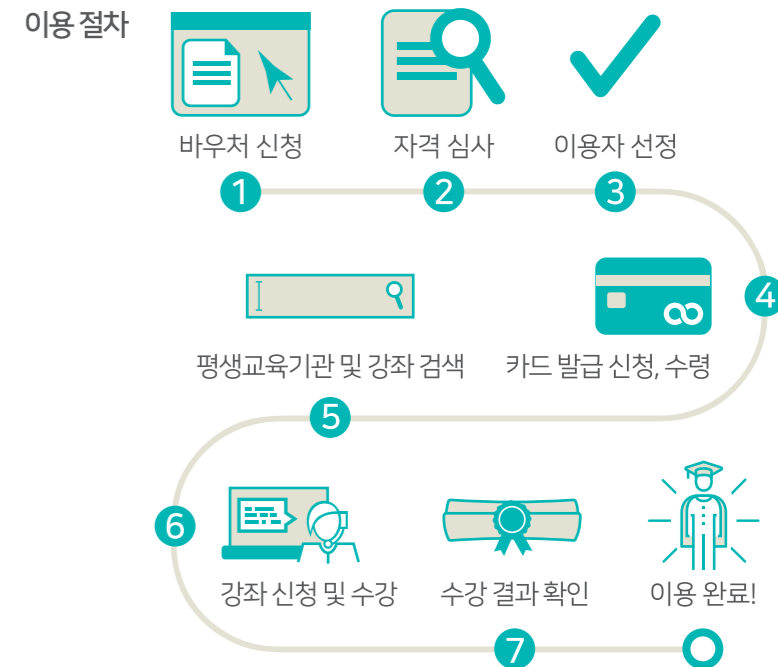 이용 절차
바우처 신청
자격 심사
이용자 선정
1
2
3
4
카드 발급 신청, 수령
평생교육기관 및 강좌 검색
5
6
강좌 신청 및 수강
수강 결과 확인
이용 완료!
7